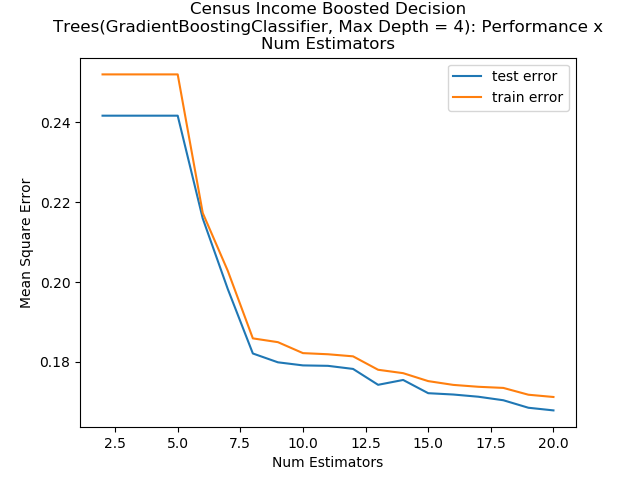 Census Income Boosted Decision
Trees(GradientBoostingClassifier, Max Depth = 4): Performance x
Num Estimators
test error
train error
Mean Square Error
0.24
0.22
0.20
0.18
2.5 5.0 7.5 10.0 12.5 15.0 17.5 20.0
Num Estimators